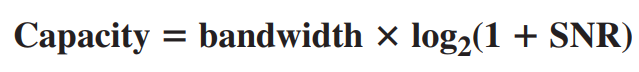 Capacity = bandwidth × log₂(1 + SNR)